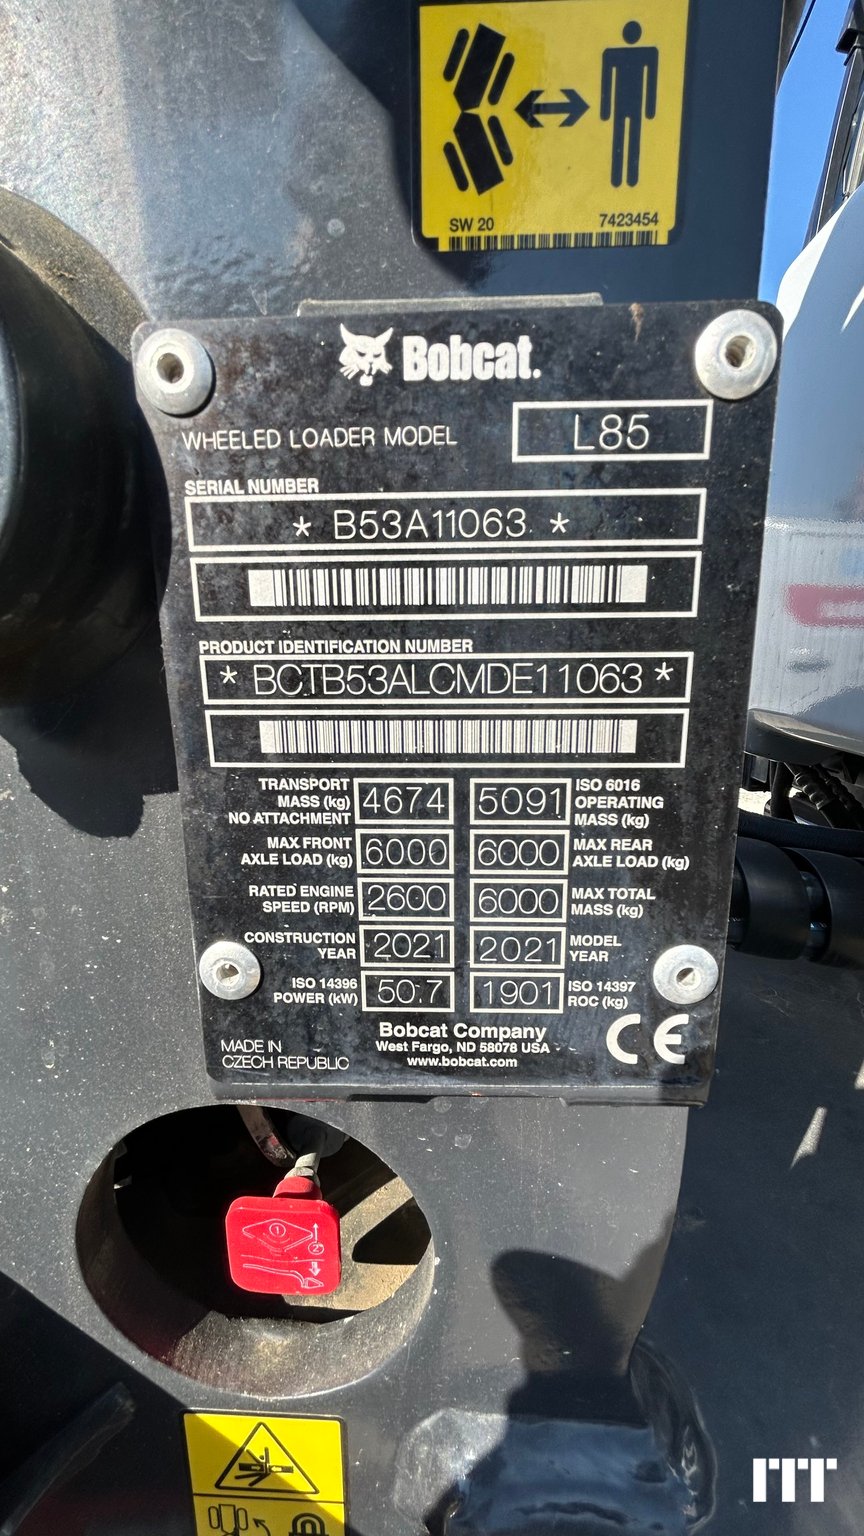 SW 20 7423454
Bobcat.
WHEELED LOADER MODEL L85
SERIAL NUMBER
* B53A11063 *
PRODUCT IDENTIFICATION NUMBER
* BCTB53ALCMDE11063 *
TRANSPORT MASS (kg) NO ATTACHMENT 4674 5091 ISO 6016 OPERATING MASS (kg)
MAX FRONT AXLE LOAD (kg) 6000 6000 MAX REAR AXLE LOAD (kg)
RATED ENGINE SPEED (RPM) 2600 6000 MAX TOTAL MASS (kg)
CONSTRUCTION YEAR 2021 2021 MODEL YEAR
ISO 14396 POWER (kW) 50.7 1901 ISO 14397 ROC (kg)
MADE IN
CZECH REPUBLIC
Bobcat Company
West Fargo, ND 58078 USA
www.bobcat.com
CE
1
2